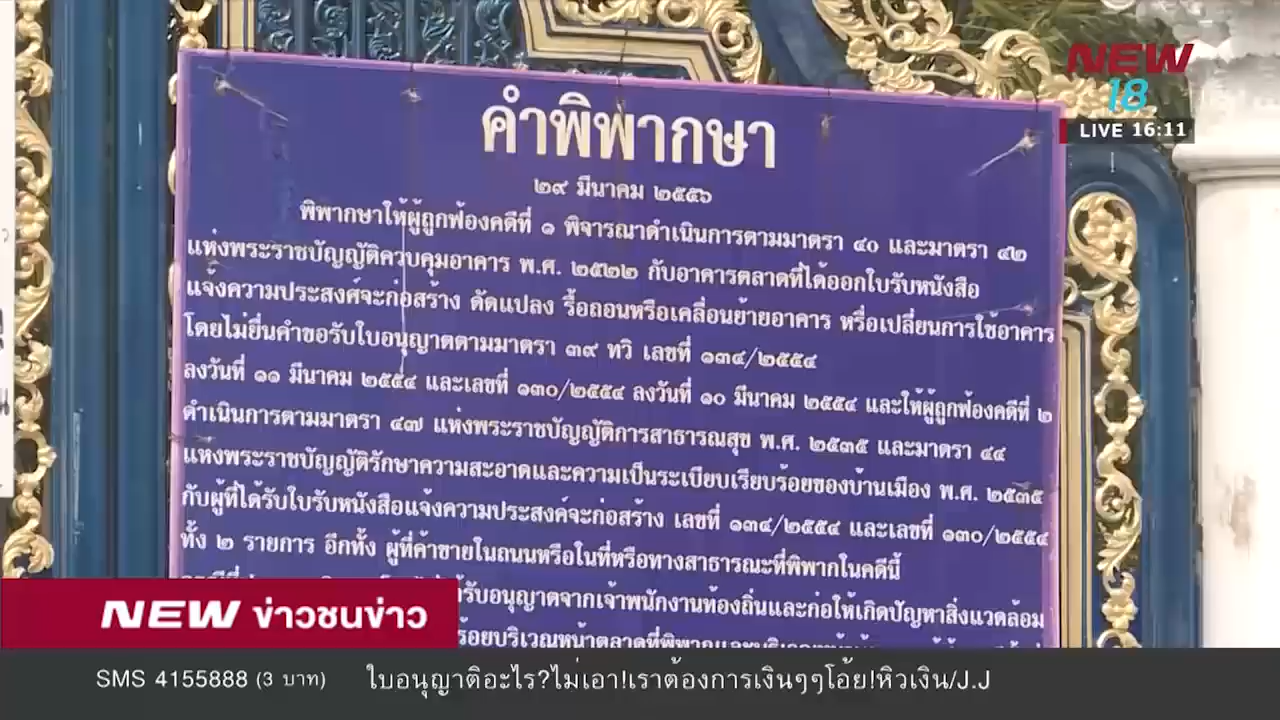 คำพิพากษา
๒๙ มีนาคม ๒๕๕๖
พิพากษาให้ผู้ถูกฟ้องคดีที่ ๑ พิจารณาดำเนินการตามมาตรา ๔๐ และมาตรา ๔๒
แห่งพระราชบัญญัติควบคุมอาคาร พ.ศ. ๒๕๒๒ กับอาคารตลาดที่ได้ออกใบรับหนังสือ
แจ้งความประสงค์จะก่อสร้าง ดัดแปลง รื้อถอนหรือเคลื่อนย้ายอาคาร หรือเปลี่ยนการใช้อาคาร
โดยไม่ยื่นคำขอรับใบอนุญาตตามมาตรา ๓๙ ทวิ เลขที่ ๑๓๔/๒๕๕๔
ลงวันที่ ๑๑ มีนาคม ๒๕๕๔ และเลขที่ ๑๓๐/๒๕๕๔ ลงวันที่ ๑๐ มีนาคม ๒๕๕๔ และให้ผู้ถูกฟ้องคดีที่ ๒
ดำเนินการตามมาตรา ๔๗ แห่งพระราชบัญญัติการสาธารณสุข พ.ศ. ๒๕๓๕ และมาตรา ๔๔
แห่งพระราชบัญญัติรักษาความสะอาดและความเป็นระเบียบเรียบร้อยของบ้านเมือง พ.ศ. ๒๕๓๕
กับผู้ที่ได้รับใบรับหนังสือแจ้งความประสงค์จะก่อสร้าง เลขที่ ๑๓๔/๒๕๕๔ และเลขที่ ๑๓๐/๒๕๕๔
ทั้ง ๒ รายการ อีกทั้ง ผู้ที่ค้าขายในถนนหรือในที่หรือทางสาธารณะที่พิพากในคดีนี้
รับอนุญาตจากเจ้าพนักงานท้องถิ่นและก่อให้เกิดปัญหาสิ่งแวดล้อม
NEW
18
LIVE 16:11
NEW ข่าวชนข่าว
SMS 4155888 (3 บาท) ใบอนุญาติอะไร?ไม่เอา!เราต้องการเงินๆๆโอ้ย!หิวเงิน/J.J